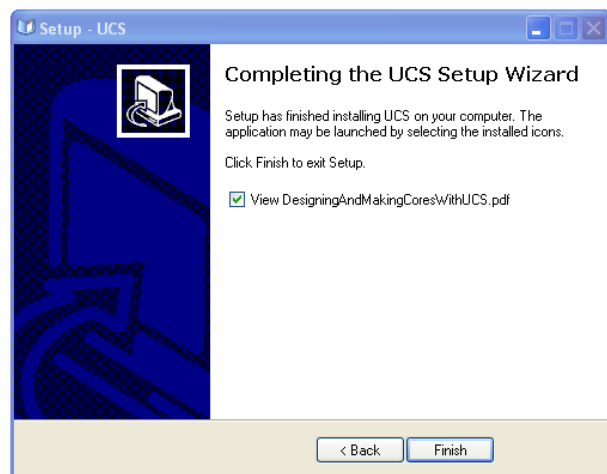 Setup - UCS
Completing the UCS Setup Wizard
Setup has finished installing UCS on your computer. The
application may be launched by selecting the installed icons.
Click Finish to exit Setup.
View DesigningAndMakingCoresWithUCS.pdf
< Back
Finish